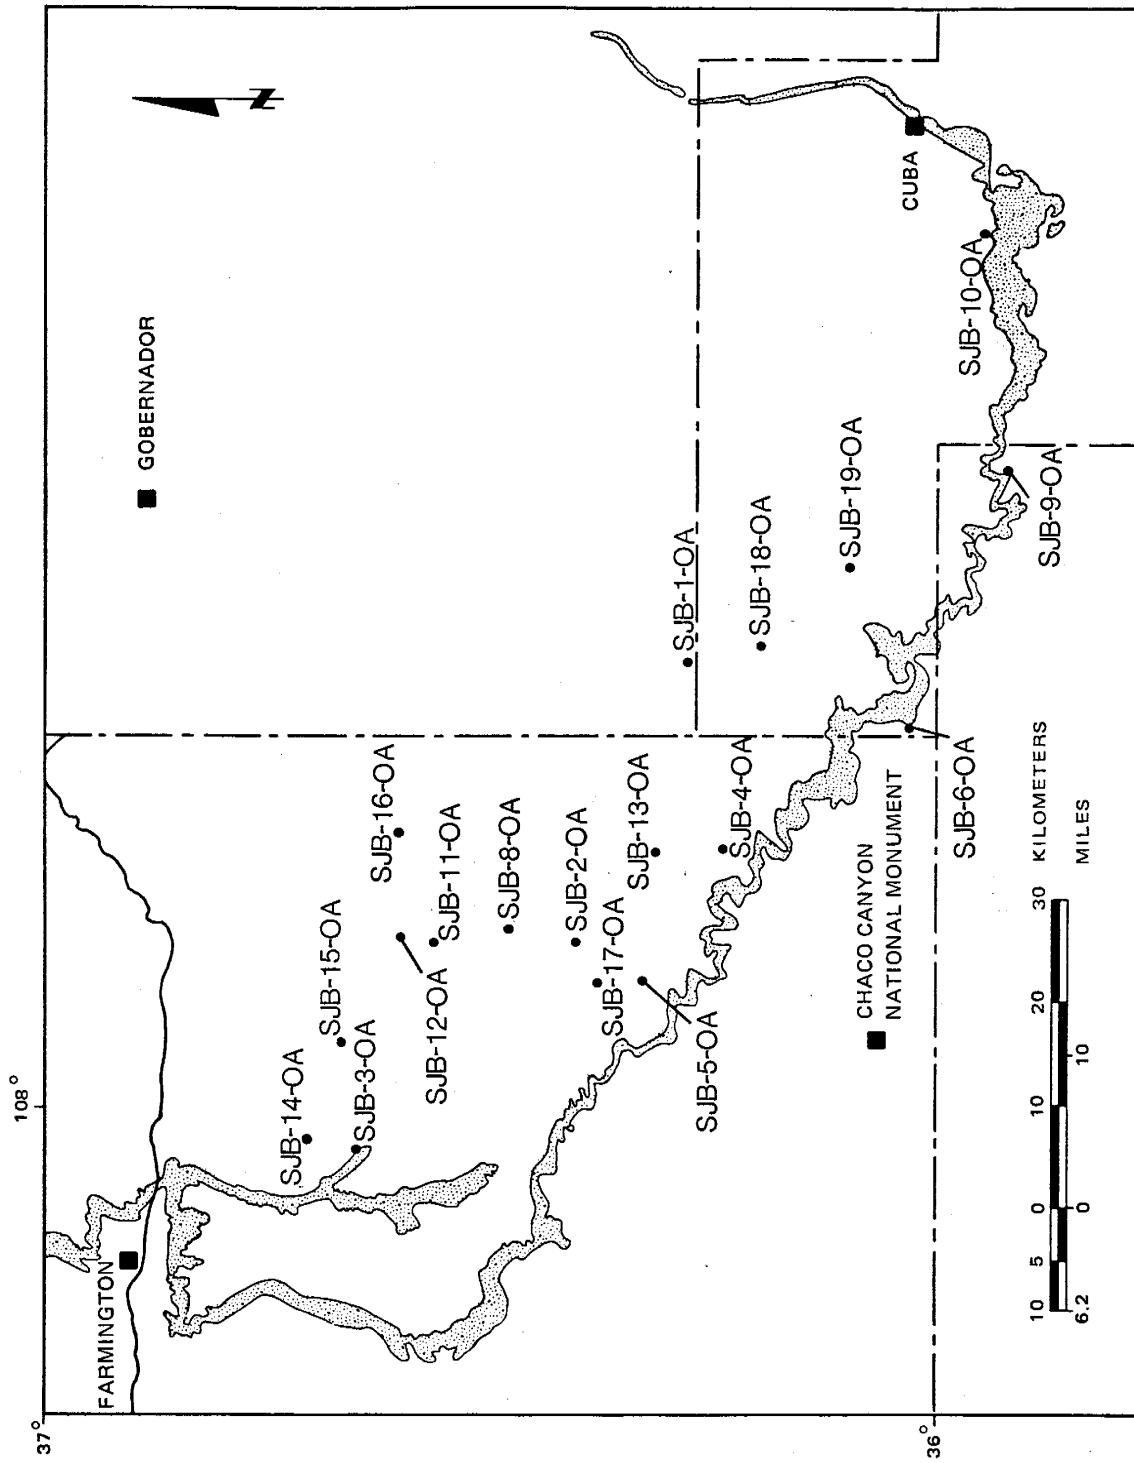 37°
36°
108°
N
FARMINGTON
GOBERNADOR
CUBA
CHACO CANYON
NATIONAL MONUMENT
SJB-14-OA
SJB-15-OA
SJB-3-OA
SJB-16-OA
SJB-12-OA
SJB-11-OA
SJB-8-OA
SJB-2-OA
SJB-17-OA
SJB-13-OA
SJB-5-OA
SJB-4-OA
SJB-1-OA
SJB-18-OA
SJB-19-OA
SJB-6-OA
SJB-9-OA
SJB-10-OA
10 5 0 10 20 30 KILOMETERS
6.2 0 10 MILES